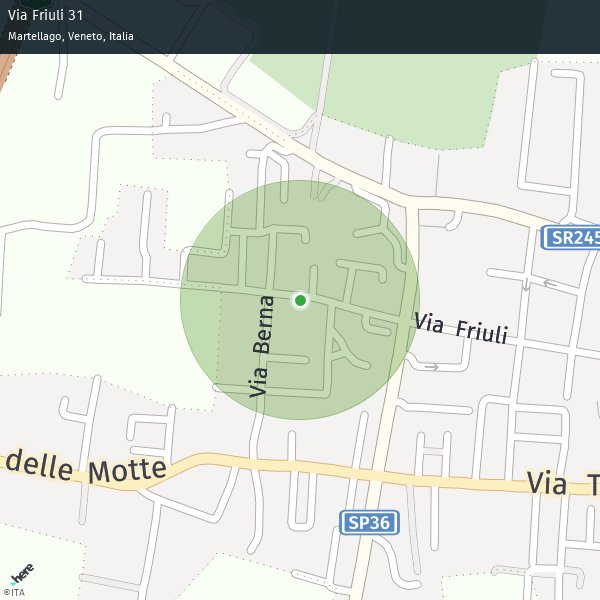 Via Friuli 31
Martellago, Veneto, Italia
SR245
Via Friuli
Via Berna
delle Motte
Via T
SP36
here
©ITA